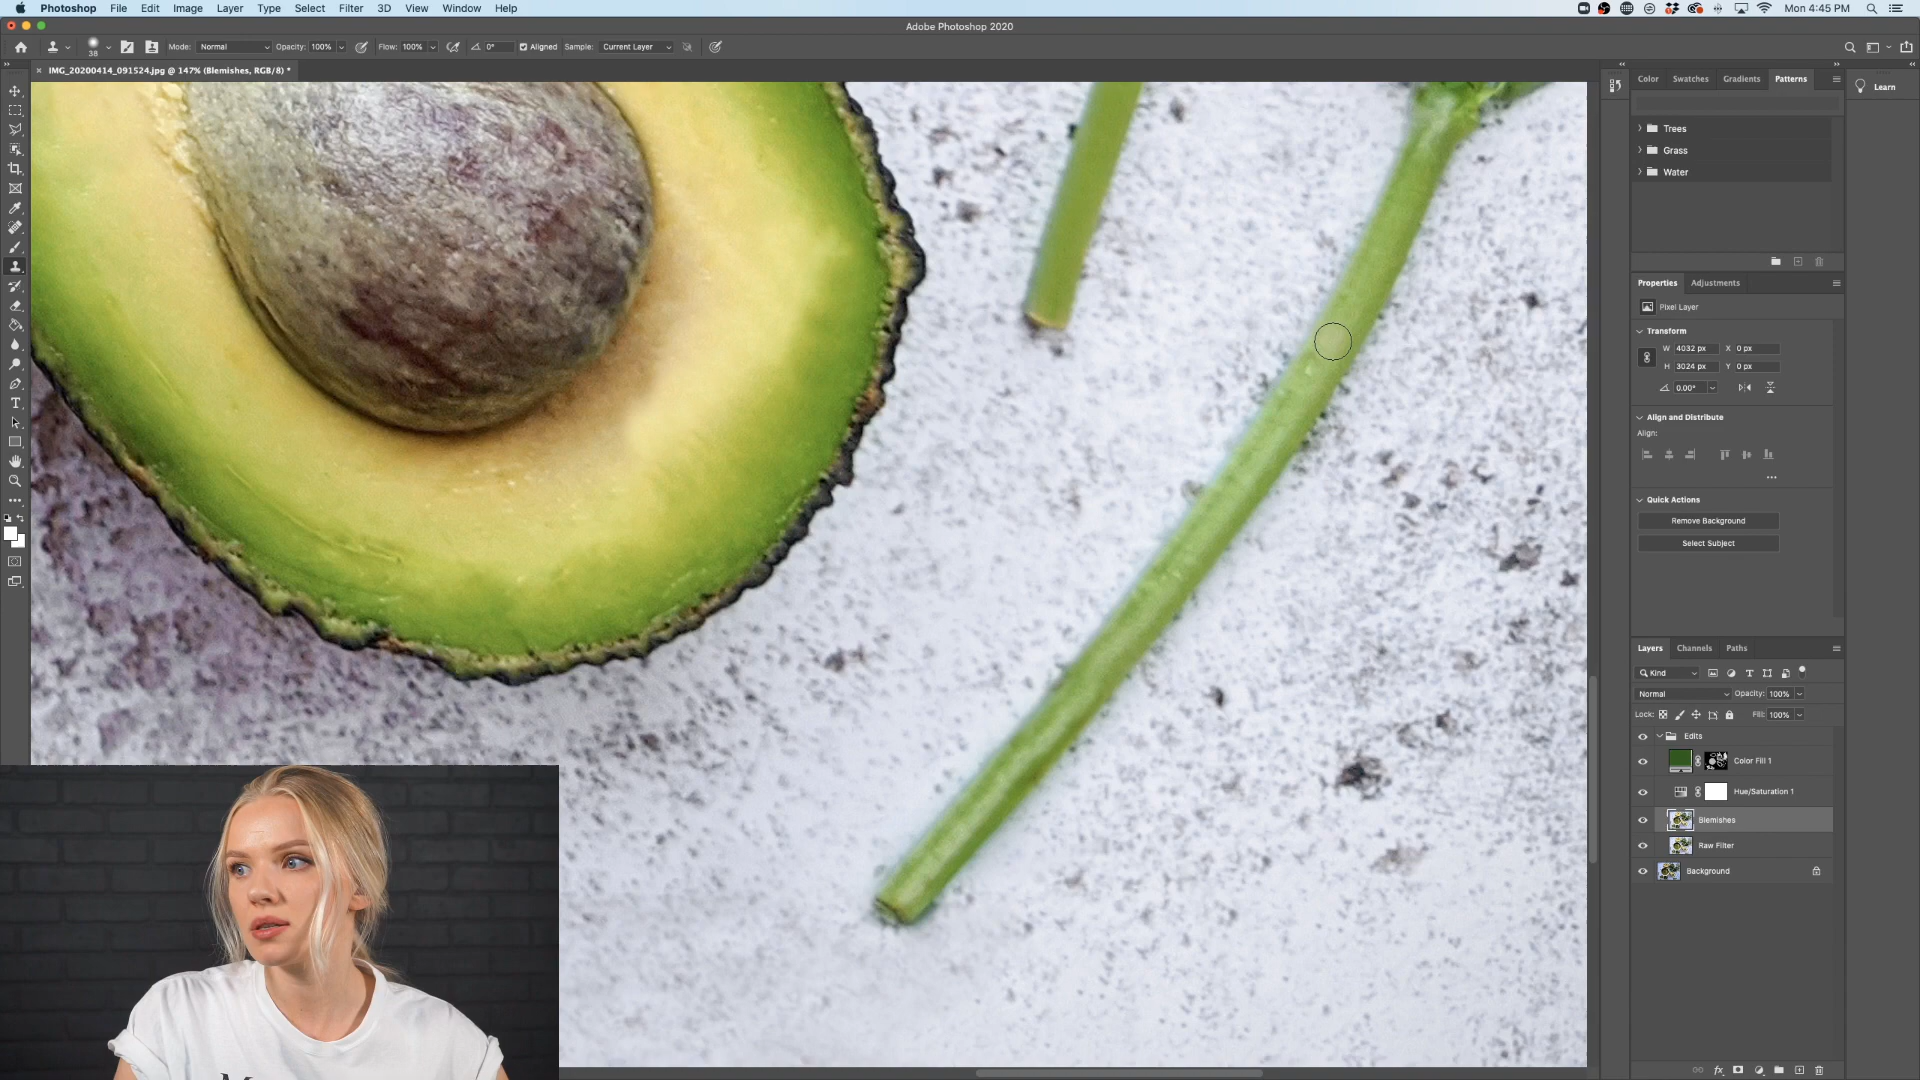 Photoshop File Edit Image Layer Type Select Filter 3D View Window Help Mon 4:45 PM
Adobe Photoshop 2020
38 Mode: Normal Opacity: 100% Flow: 100% 0° Aligned Sample: Current Layer
× IMG_20200414_091524.jpg @ 147% (Blemishes, RGB/8) *
Color Swatches Gradients Patterns
Learn
Trees
Grass
Water
Properties Adjustments
Pixel Layer
Transform
W 4032 px X 0 px
H 3024 px Y 0 px
0.00°
Align and Distribute
Align:
Quick Actions
Remove Background
Select Subject
Layers Channels Paths
Kind
Normal Opacity: 100%
Lock: Fill: 100%
Edits
Color Fill 1
Hue/Saturation 1
Blemishes
Raw Filter
Background
fx